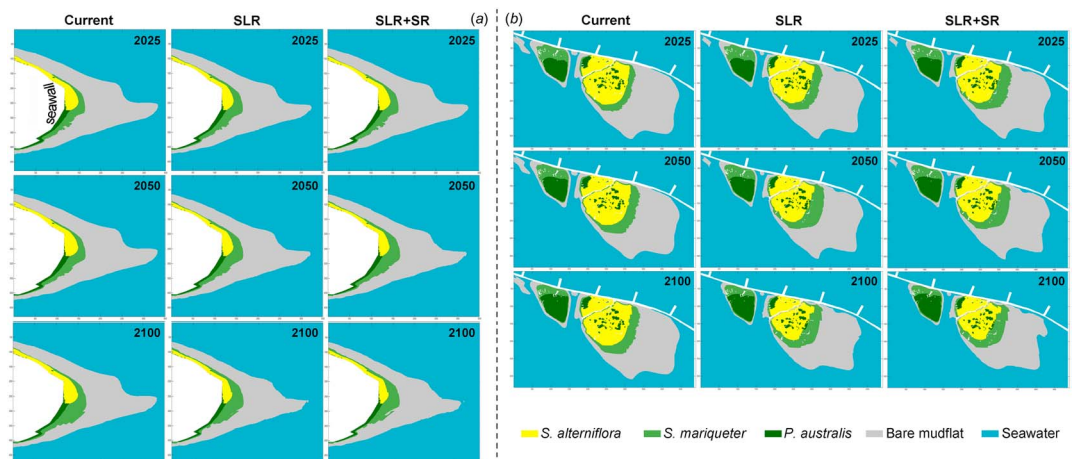 Current SLR SLR+SR (a)
2025 2025 2025
seawall
2050 2050 2050
2100 2100 2100
(b) Current SLR SLR+SR
2025 2025 2025
2050 2050 2050
2100 2100 2100
S. alterniflora S. mariqueter P. australis Bare mudflat Seawater